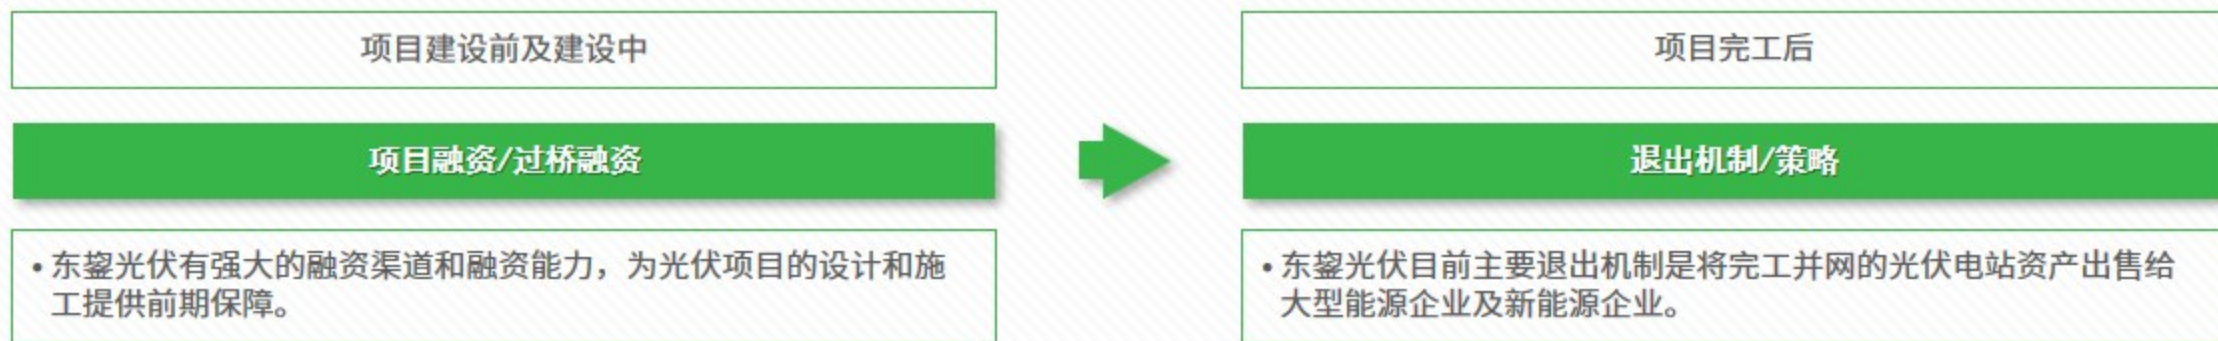 项目建设前及建设中
项目完工后
项目融资/过桥融资
退出机制/策略
•东鋆光伏有强大的融资渠道和融资能力，为光伏项目的设计和施
工提供前期保障。
•东鋆光伏目前主要退出机制是将完工并网的光伏电站资产出售给
大型能源企业及新能源企业。